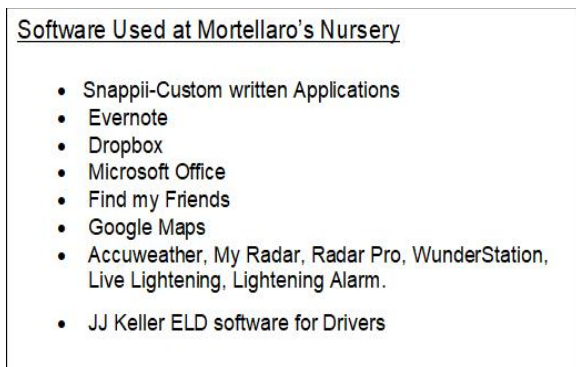 Software Used at Mortellaro's Nursery
• Snappii-Custom written Applications
• Evernote
• Dropbox
• Microsoft Office
• Find my Friends
• Google Maps
• Accuweather, My Radar, Radar Pro, WunderStation,
Live Lightening, Lightening Alarm.
• JJ Keller ELD software for Drivers